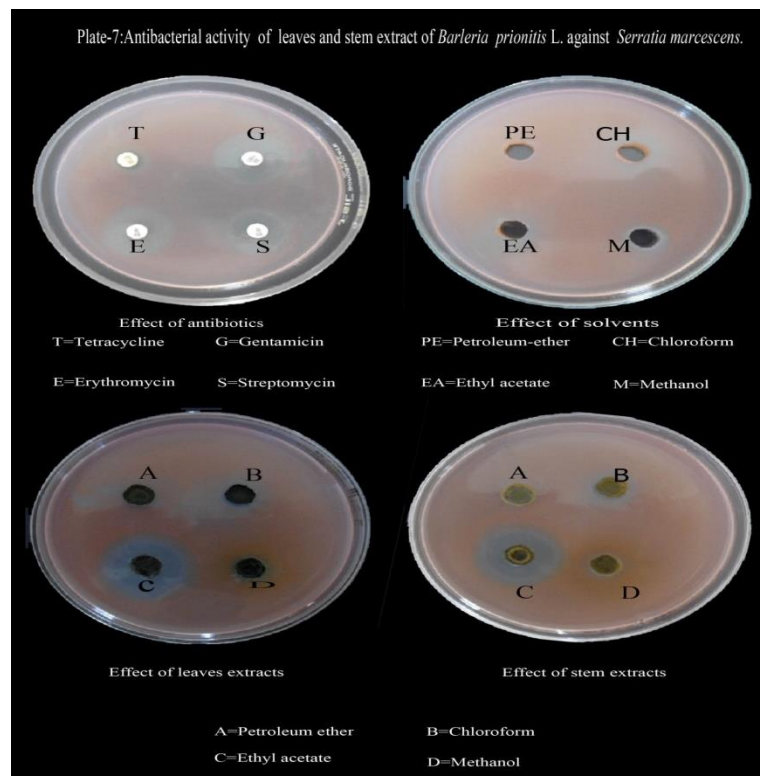 Plate-7:Antibacterial activity of leaves and stem extract of Barleria prionitis L. against Serratia marcescens.
T G
E S
PE CH
EA M
Effect of antibiotics
T=Tetracycline G=Gentamicin
E=Erythromycin S=Streptomycin
Effect of solvents
PE=Petroleum-ether CH=Chloroform
EA=Ethyl acetate M=Methanol
A B
C D
A B
C D
Effect of leaves extracts
Effect of stem extracts
A=Petroleum ether B=Chloroform
C=Ethyl acetate D=Methanol